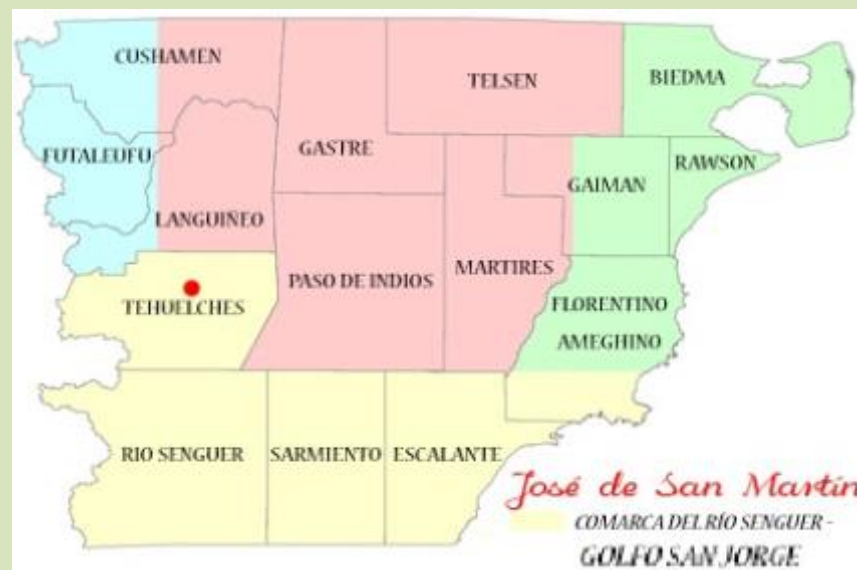 CUSHAMEN
TELSEN
BIEDMA
FUTALEUFU
GASTRE
GAIMAN
RAWSON
LANGUIÑEO
PASO DE INDIOS
MARTIRES
TEHUELCHES
FLORENTINO
AMEGHINO
RIO SENGUER
SARMIENTO
ESCALANTE
José de San Martín
COMARCA DEL RÍO SENGUER -
GOLFO SAN JORGE